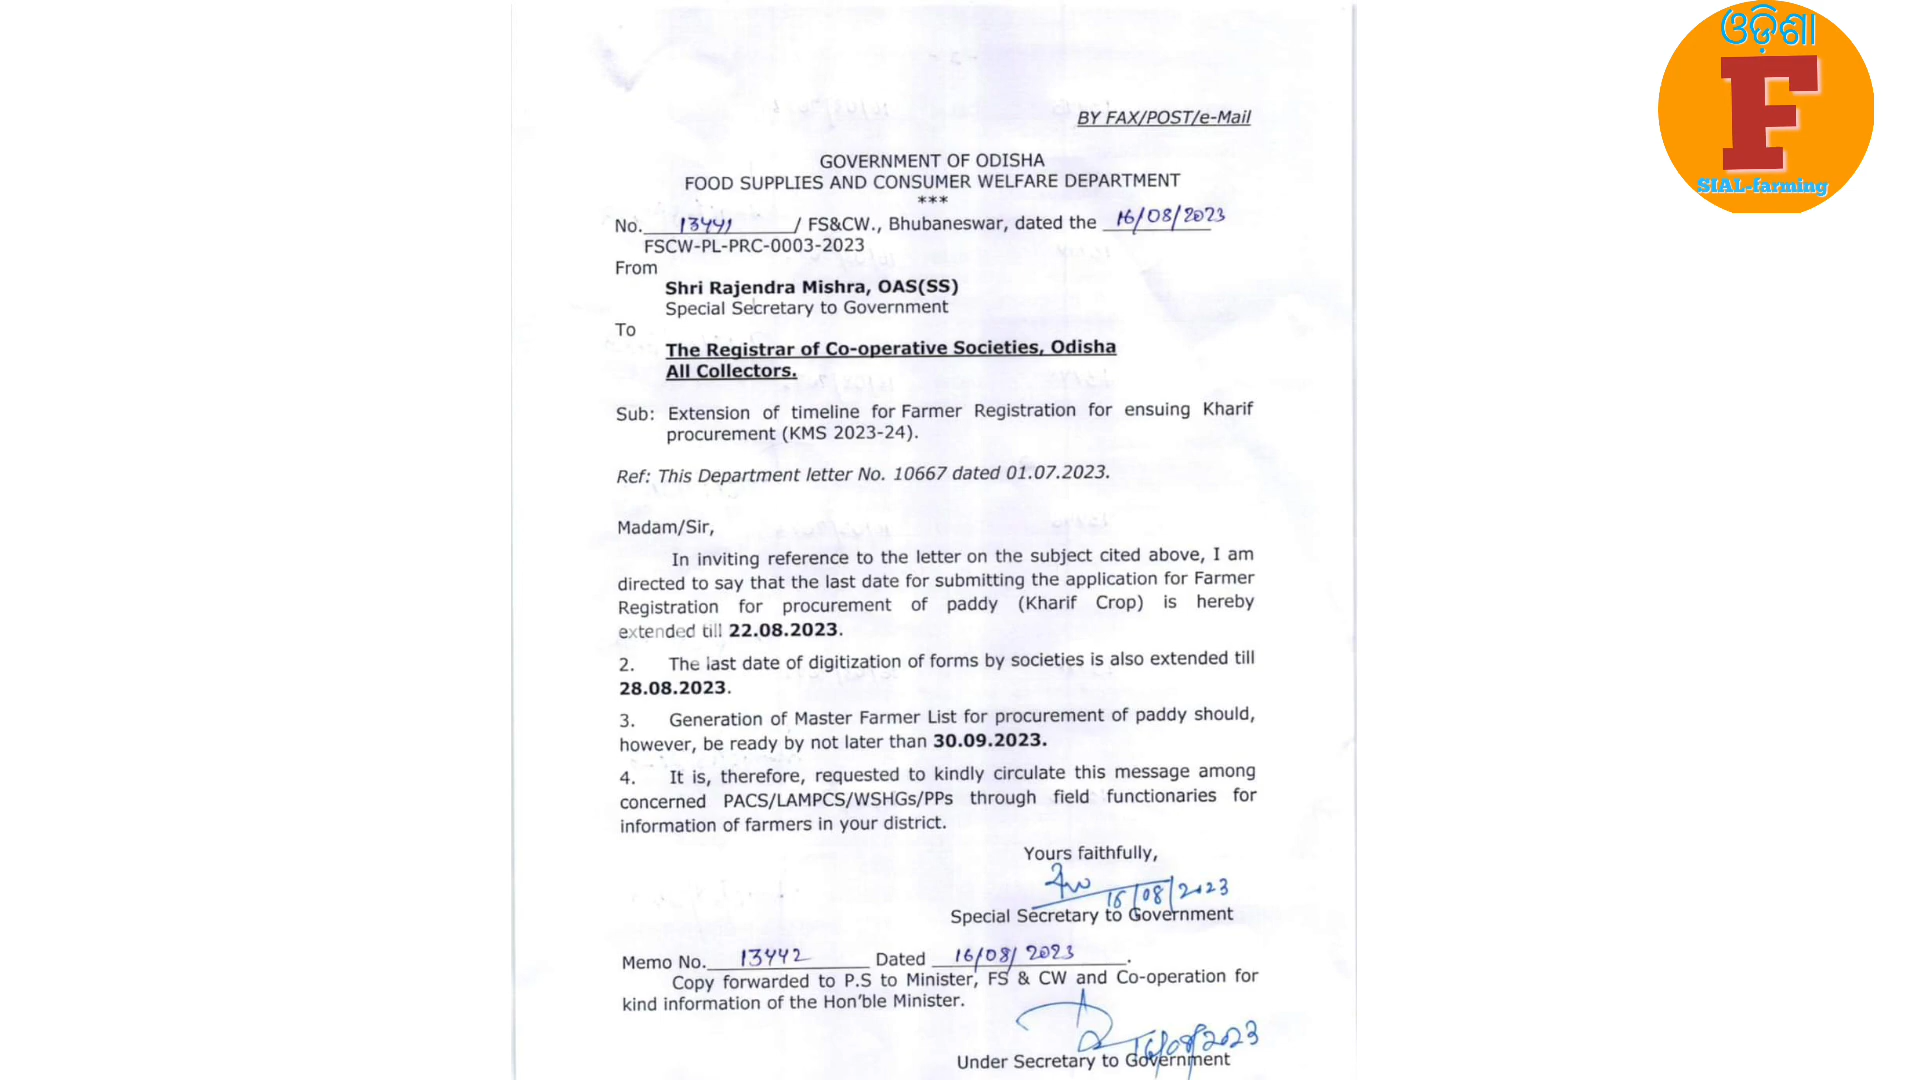 BY FAX/POST/e-Mail
GOVERNMENT OF ODISHA
FOOD SUPPLIES AND CONSUMER WELFARE DEPARTMENT
***
No. 13441 / FS&CW., Bhubaneswar, dated the 16/08/2023
FSCW-PL-PRC-0003-2023
From
Shri Rajendra Mishra, OAS(SS)
Special Secretary to Government
To
The Registrar of Co-operative Societies, Odisha
All Collectors.
Sub: Extension of timeline for Farmer Registration for ensuing Kharif
procurement (KMS 2023-24).
Ref: This Department letter No. 10667 dated 01.07.2023.
Madam/Sir,
In inviting reference to the letter on the subject cited above, I am
directed to say that the last date for submitting the application for Farmer
Registration for procurement of paddy (Kharif Crop) is hereby
extended till 22.08.2023.
2. The last date of digitization of forms by societies is also extended till
28.08.2023.
3. Generation of Master Farmer List for procurement of paddy should,
however, be ready by not later than 30.09.2023.
4. It is, therefore, requested to kindly circulate this message among
concerned PACS/LAMPCS/WSHGs/PPs through field functionaries for
information of farmers in your district.
Yours faithfully,
16/08/2023
Special Secretary to Government
Memo No. 13442 Dated 16/08/2023.
Copy forwarded to P.S to Minister, FS & CW and Co-operation for
kind information of the Hon'ble Minister.
16/08/2023
Under Secretary to Government
ଓଡ଼ିଶା
F
SIAL-farming